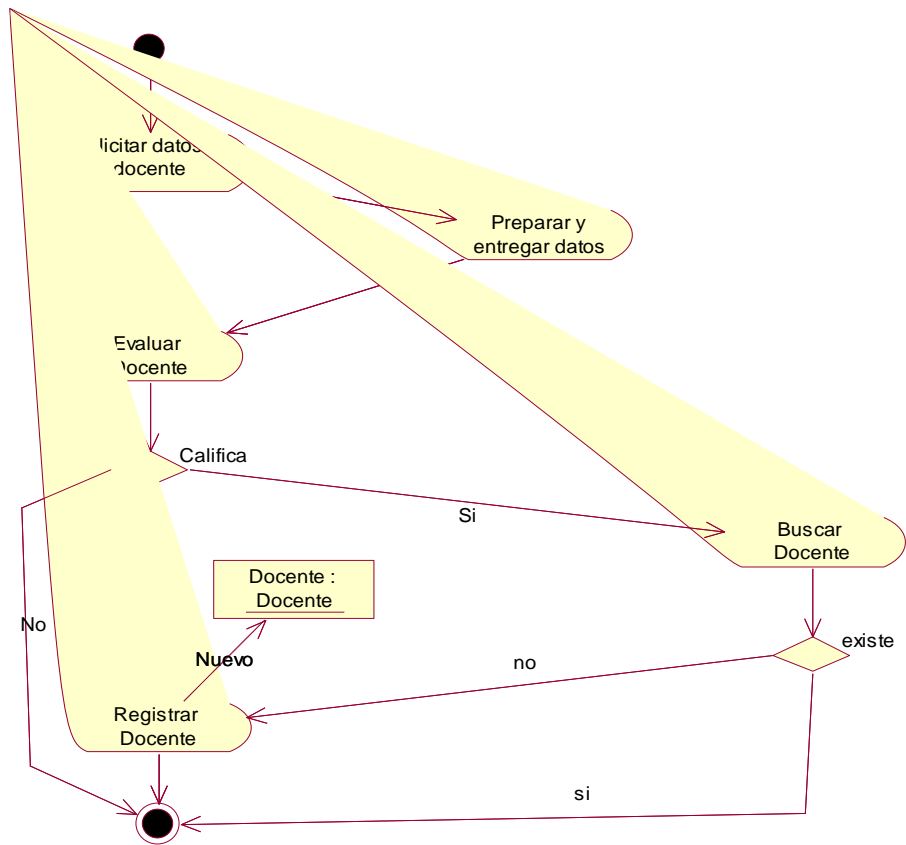 licitar datos
docente
Preparar y
entregar datos
Evaluar
Docente
Califica
Si
Buscar
Docente
Docente :
Docente
No
existe
Nuevo
no
Registrar
Docente
si